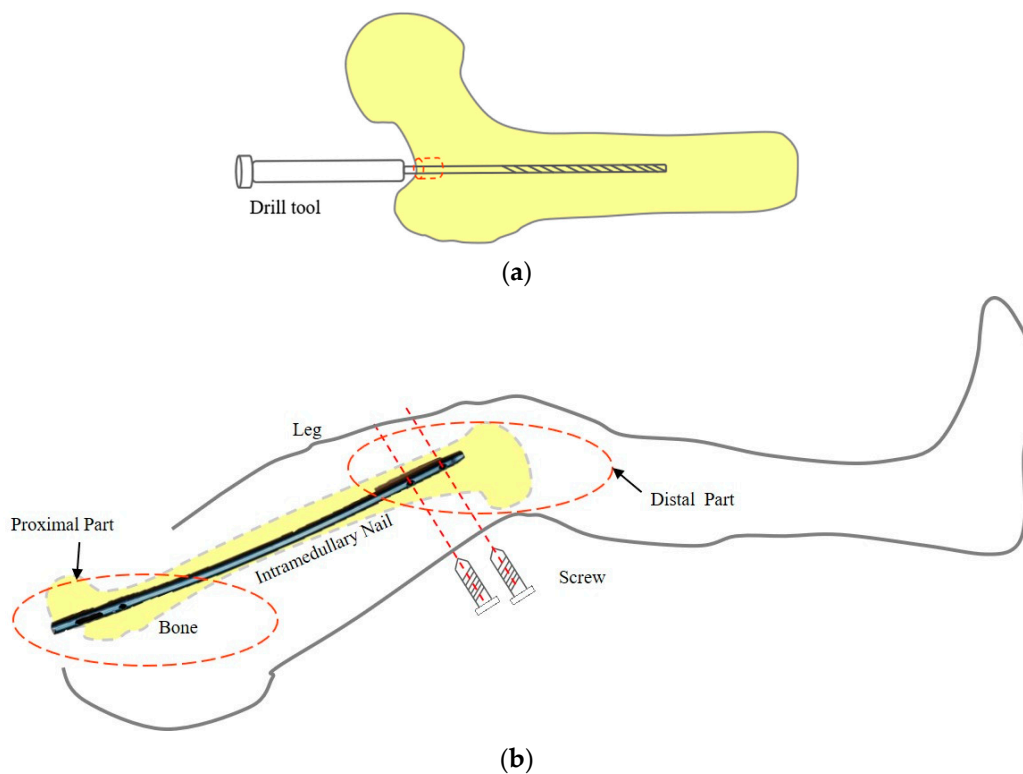 Drill tool
(a)
Leg
Distal Part
Proximal Part
Intramedullary Nail
Screw
Bone
(b)